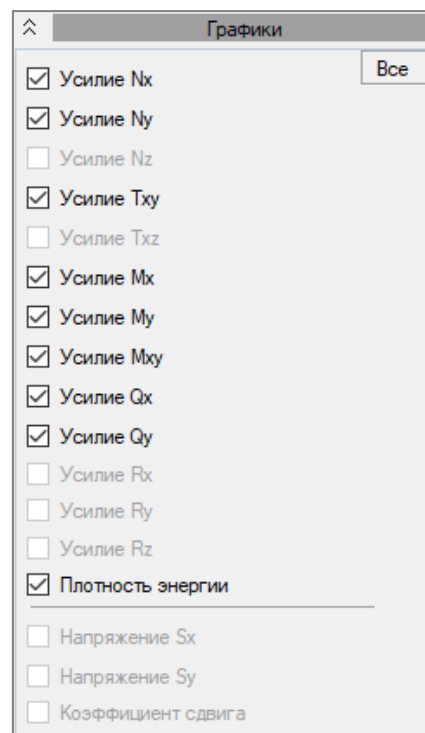 Графики
Все
Усилие Nx
Усилие Ny
Усилие Nz
Усилие Txy
Усилие Txz
Усилие Mx
Усилие My
Усилие Mxy
Усилие Qx
Усилие Qy
Усилие Rx
Усилие Ry
Усилие Rz
Плотность энергии
Напряжение Sx
Напряжение Sy
Коэффициент сдвига